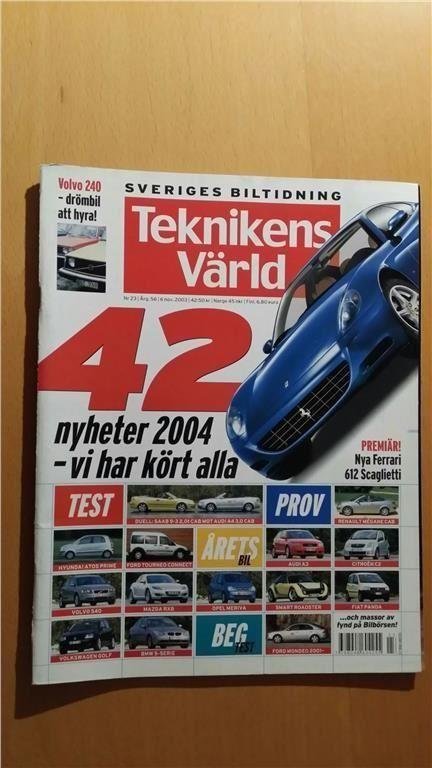 Volvo 240
– drömbil
att hyra!
SVERIGES BILTIDNING
Teknikens
Värld
Nr 23 | Årg. 56 | 6 nov. 2003 | 42:50 kr | Norge 45 nkr | Finl. 6,80 euro
42
nyheter 2004
– vi har kört alla
PREMIÄR!
Nya Ferrari
612 Scaglietti
TEST
DUELL: SAAB 9-3 2,0t CAB MOT AUDI A4 3,0 CAB
PROV
RENAULT MÉGANE CAB
HYUNDAI ATOS PRIME
FORD TOURNEO CONNECT
ÅRETS
BIL
AUDI A3
CITROËN C2
VOLVO S40
MAZDA RX8
OPEL MERIVA
SMART ROADSTER
FIAT PANDA
VOLKSWAGEN GOLF
BMW 5-SERIE
BEG
TEST
FORD MONDEO 2001-
...och massor av
fynd på Bilbörsen!